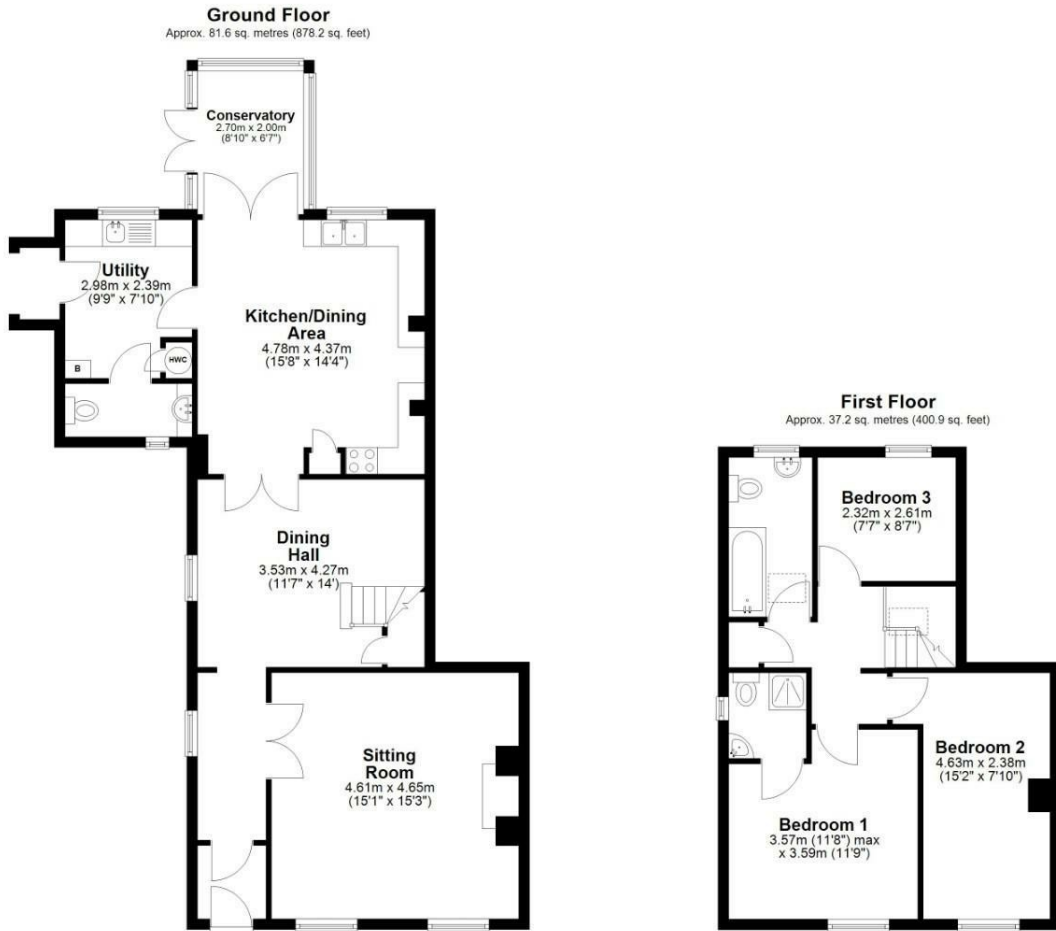 Ground Floor
Approx. 81.6 sq. metres (878.2 sq. feet)
Conservatory
2.70m x 2.00m
(8'10" x 6'7")
Utility
2.98m x 2.39m
(9'9" x 7'10")
Kitchen/Dining
Area
4.78m x 4.37m
(15'8" x 14'4")
HWC
B
Dining
Hall
3.53m x 4.27m
(11'7" x 14')
Sitting
Room
4.61m x 4.65m
(15'1" x 15'3")
First Floor
Approx. 37.2 sq. metres (400.9 sq. feet)
Bedroom 3
2.32m x 2.61m
(7'7" x 8'7")
Bedroom 2
4.63m x 2.38m
(15'2" x 7'10")
Bedroom 1
3.57m (11'8") max
x 3.59m (11'9")